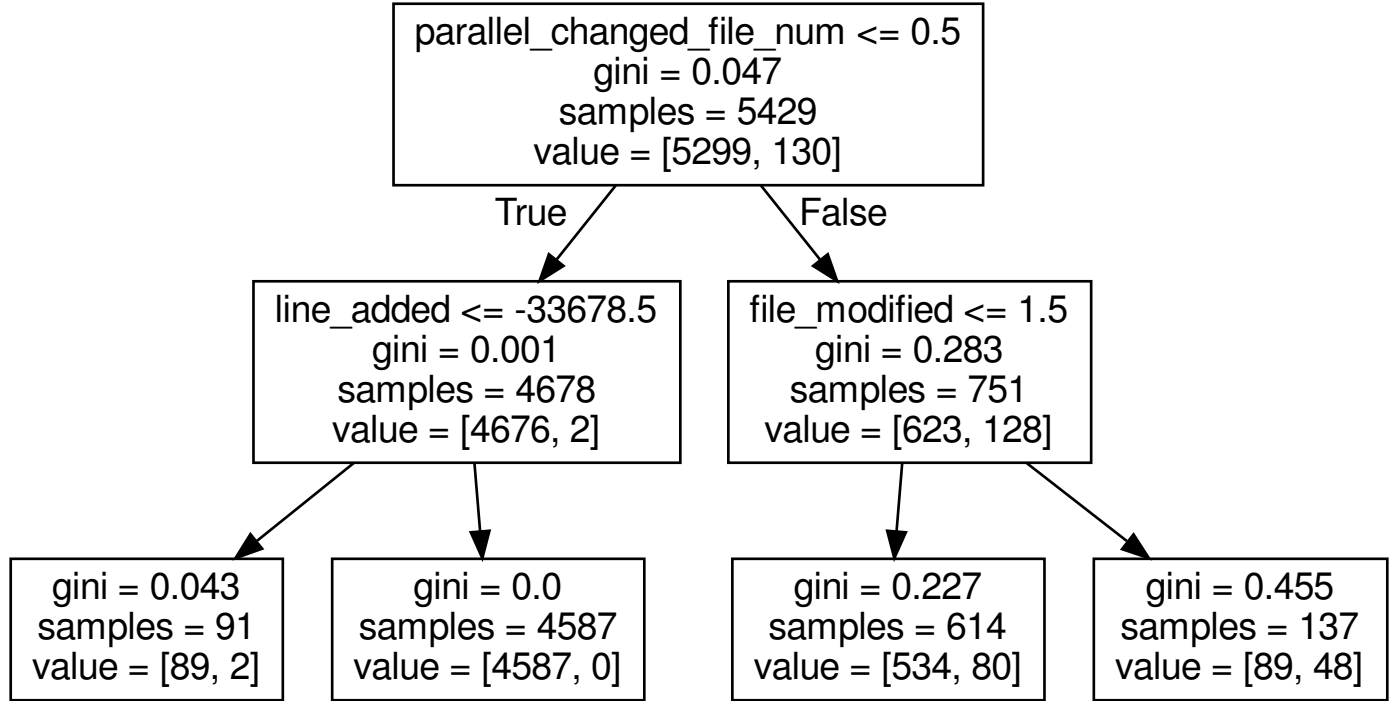 parallel_changed_file_num <= 0.5
gini = 0.047
samples = 5429
value = [5299, 130]
True
False
line_added <= -33678.5
gini = 0.001
samples = 4678
value = [4676, 2]
file_modified <= 1.5
gini = 0.283
samples = 751
value = [623, 128]
gini = 0.043
samples = 91
value = [89, 2]
gini = 0.0
samples = 4587
value = [4587, 0]
gini = 0.227
samples = 614
value = [534, 80]
gini = 0.455
samples = 137
value = [89, 48]